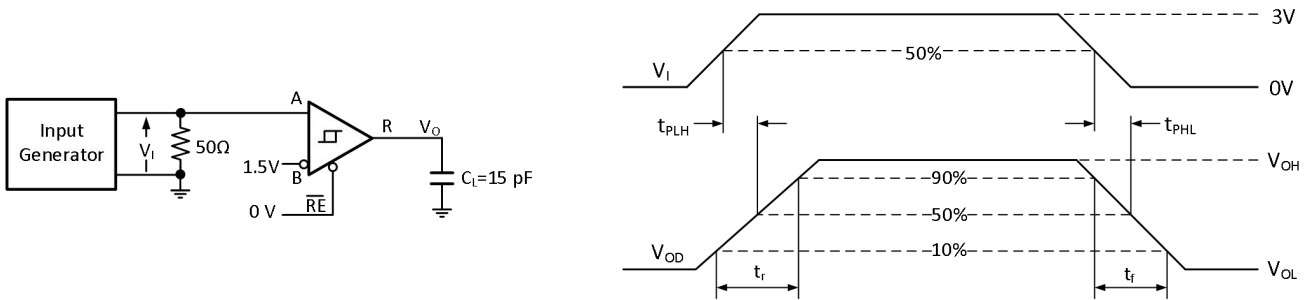 Input
Generator
V_I
50Ω
A
1.5V
B
0 V
RE
R
V_O
C_L=15 pF
V_I
50%
3V
0V
t_PLH
t_PHL
V_OH
90%
50%
10%
V_OD
V_OL
t_r
t_f